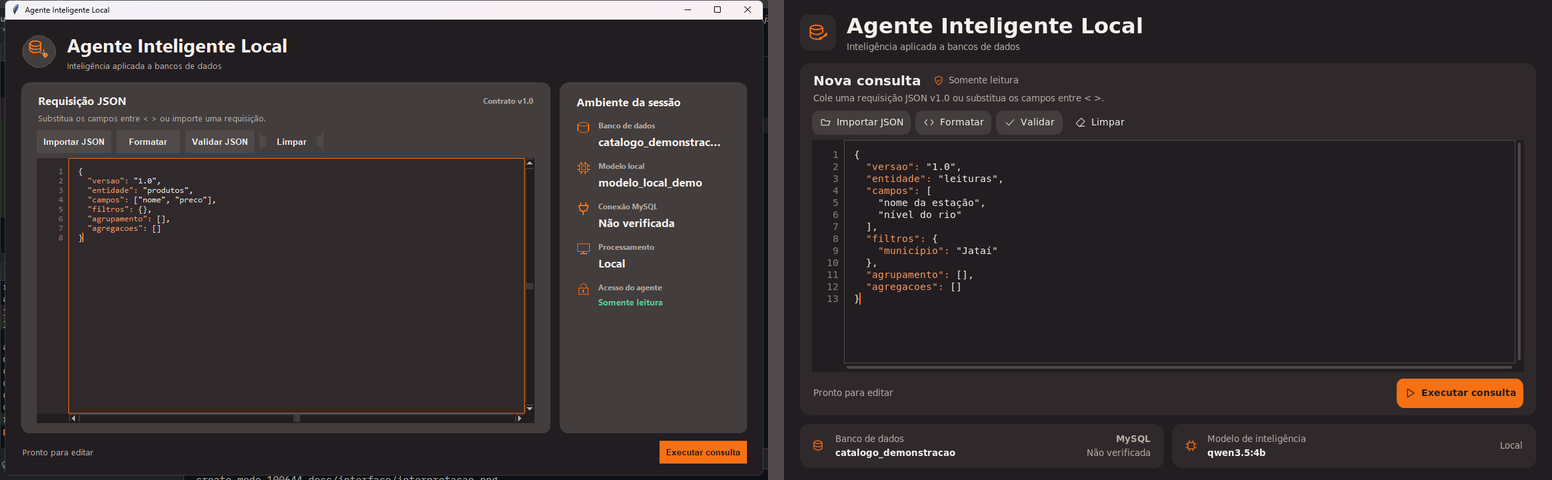 Agente Inteligente Local
Agente Inteligente Local
Inteligência aplicada a bancos de dados
Requisição JSON
Contrato v1.0
Substitua os campos entre < > ou importe uma requisição.
Importar JSON Formatar Validar JSON Limpar
1 {
2 "versao": "1.0",
3 "entidade": "produtos",
4 "campos": ["nome", "preco"],
5 "filtros": {},
6 "agrupamento": [],
7 "agregacoes": []
8 }
Ambiente da sessão
Banco de dados
catalogo_demonstrac...
Modelo local
modelo_local_demo
Conexão MySQL
Não verificada
Processamento
Local
Acesso do agente
Somente leitura
Pronto para editar
Executar consulta
create mode 100644 docs/interface/interpretacao.png
Agente Inteligente Local
Inteligência aplicada a bancos de dados
Nova consulta Somente leitura
Cole uma requisição JSON v1.0 ou substitua os campos entre < >.
Importar JSON Formatar Validar Limpar
1 {
2 "versao": "1.0",
3 "entidade": "leituras",
4 "campos": [
5 "nome da estação",
6 "nível do rio"
7 ],
8 "filtros": {
9 "município": "Jataí"
10 },
11 "agrupamento": [],
12 "agregacoes": []
13 }
Pronto para editar
Executar consulta
Banco de dados MySQL
catalogo_demonstracao Não verificada
Modelo de inteligência
Local
qwen3.5:4b